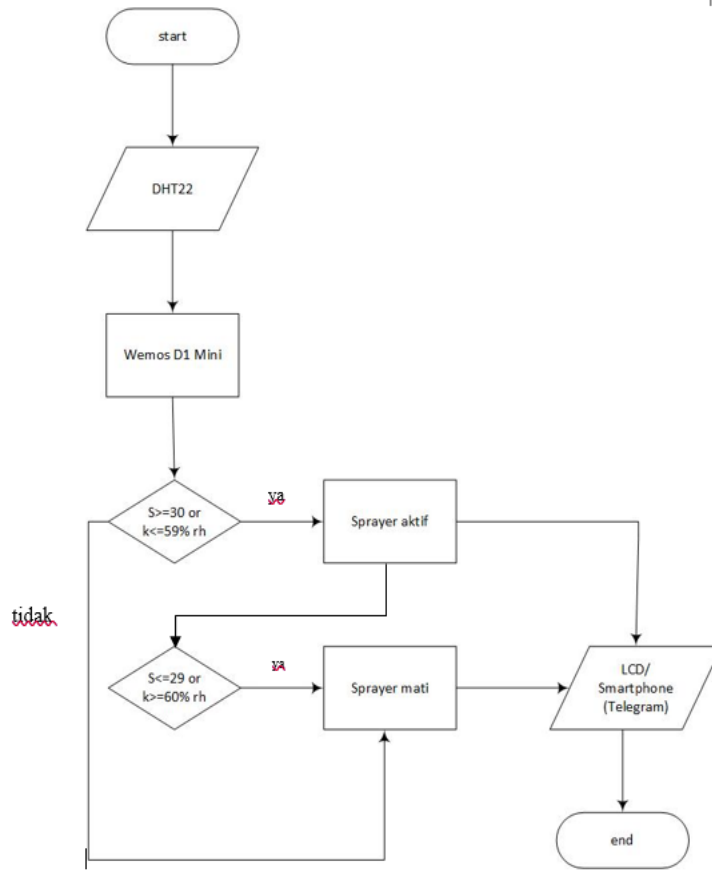 start
DHT22
Wemos D1 Mini
S>=30 or
k<=59% rh
ya
Sprayer aktif
tidak
S<=29 or
k>=60% rh
ya
Sprayer mati
LCD/
Smartphone
(Telegram)
end